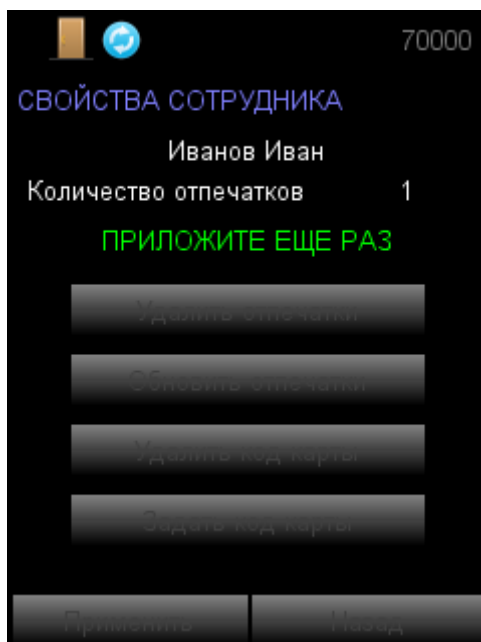 70000
СВОЙСТВА СОТРУДНИКА
Иванов Иван
Количество отпечатков 1
ПРИЛОЖИТЕ ЕЩЕ РАЗ
Удалить отпечатки
Обновить отпечатки
Удалить код карты
Задать код карты
Применить Назад